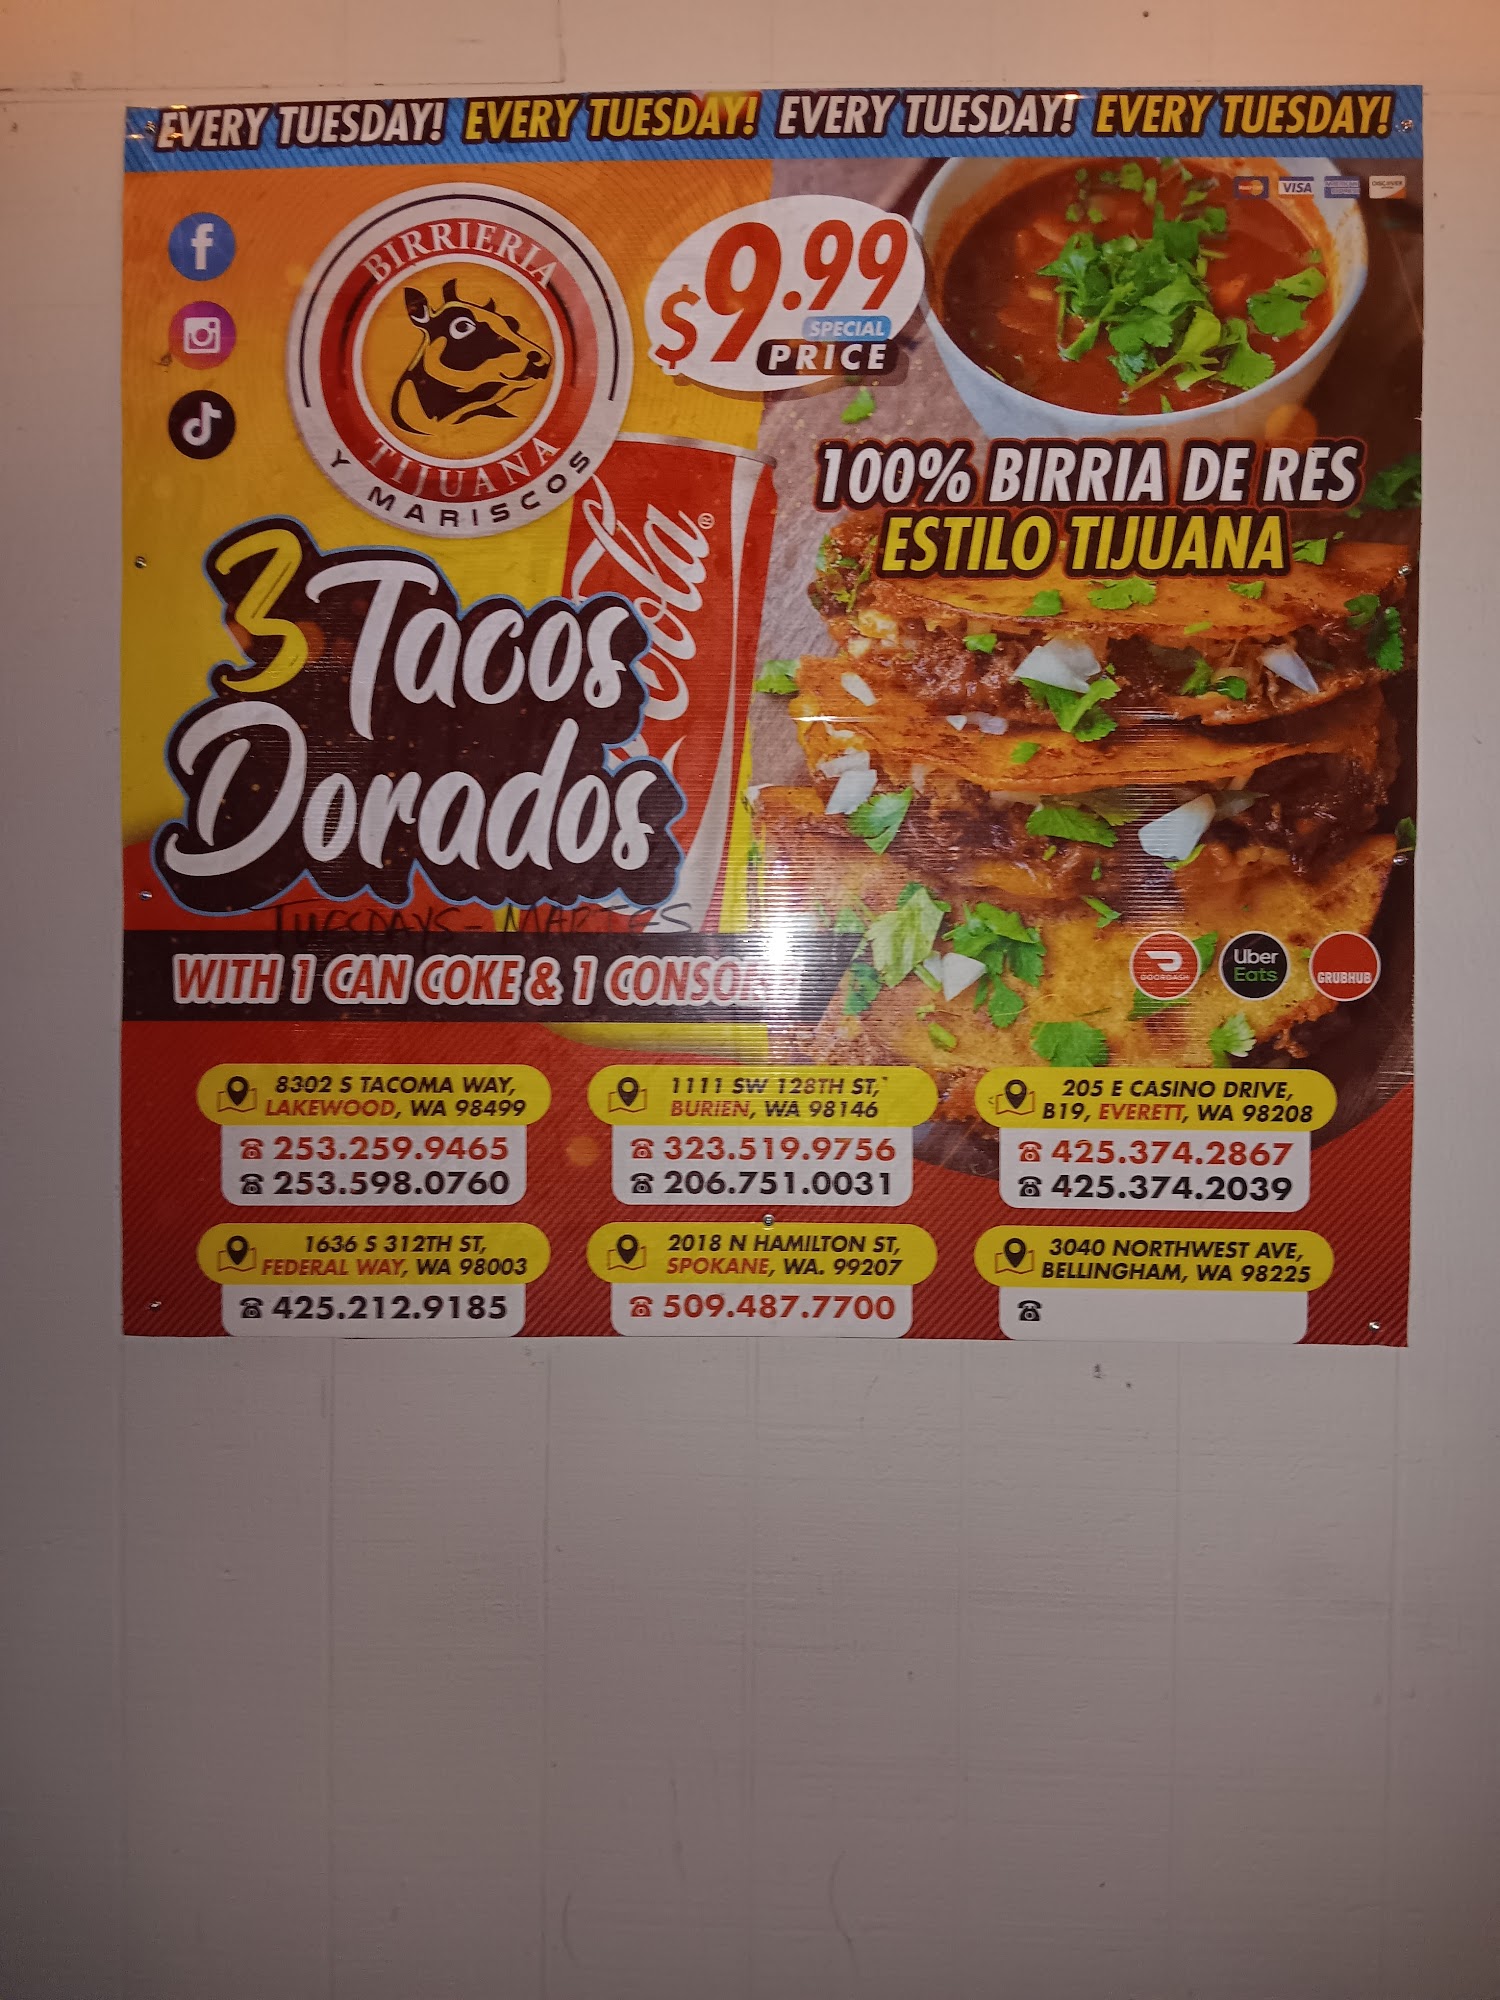 EVERY TUESDAY! EVERY TUESDAY! EVERY TUESDAY! EVERY TUESDAY!
VISA
DISCOVER
BIRRIERIA
TIJUANA
Y MARISCOS
$9.99
SPECIAL
PRICE
100% BIRRIA DE RES
ESTILO TIJUANA
Cola®
3 Tacos
Dorados
TUESDAYS - MARTES
WITH 1 CAN COKE & 1
DOORDASH
Uber
Eats
GRUBHUB
8302 S TACOMA WAY,
LAKEWOOD, WA 98499
253.259.9465
253.598.0760
1111 SW 128TH ST,
BURIEN, WA 98146
323.519.9756
206.751.0031
205 E CASINO DRIVE,
B19, EVERETT, WA 98208
425.374.2867
425.374.2039
1636 S 312TH ST,
FEDERAL WAY, WA 98003
425.212.9185
2018 N HAMILTON ST,
SPOKANE, WA. 99207
509.487.7700
3040 NORTHWEST AVE,
BELLINGHAM, WA 98225